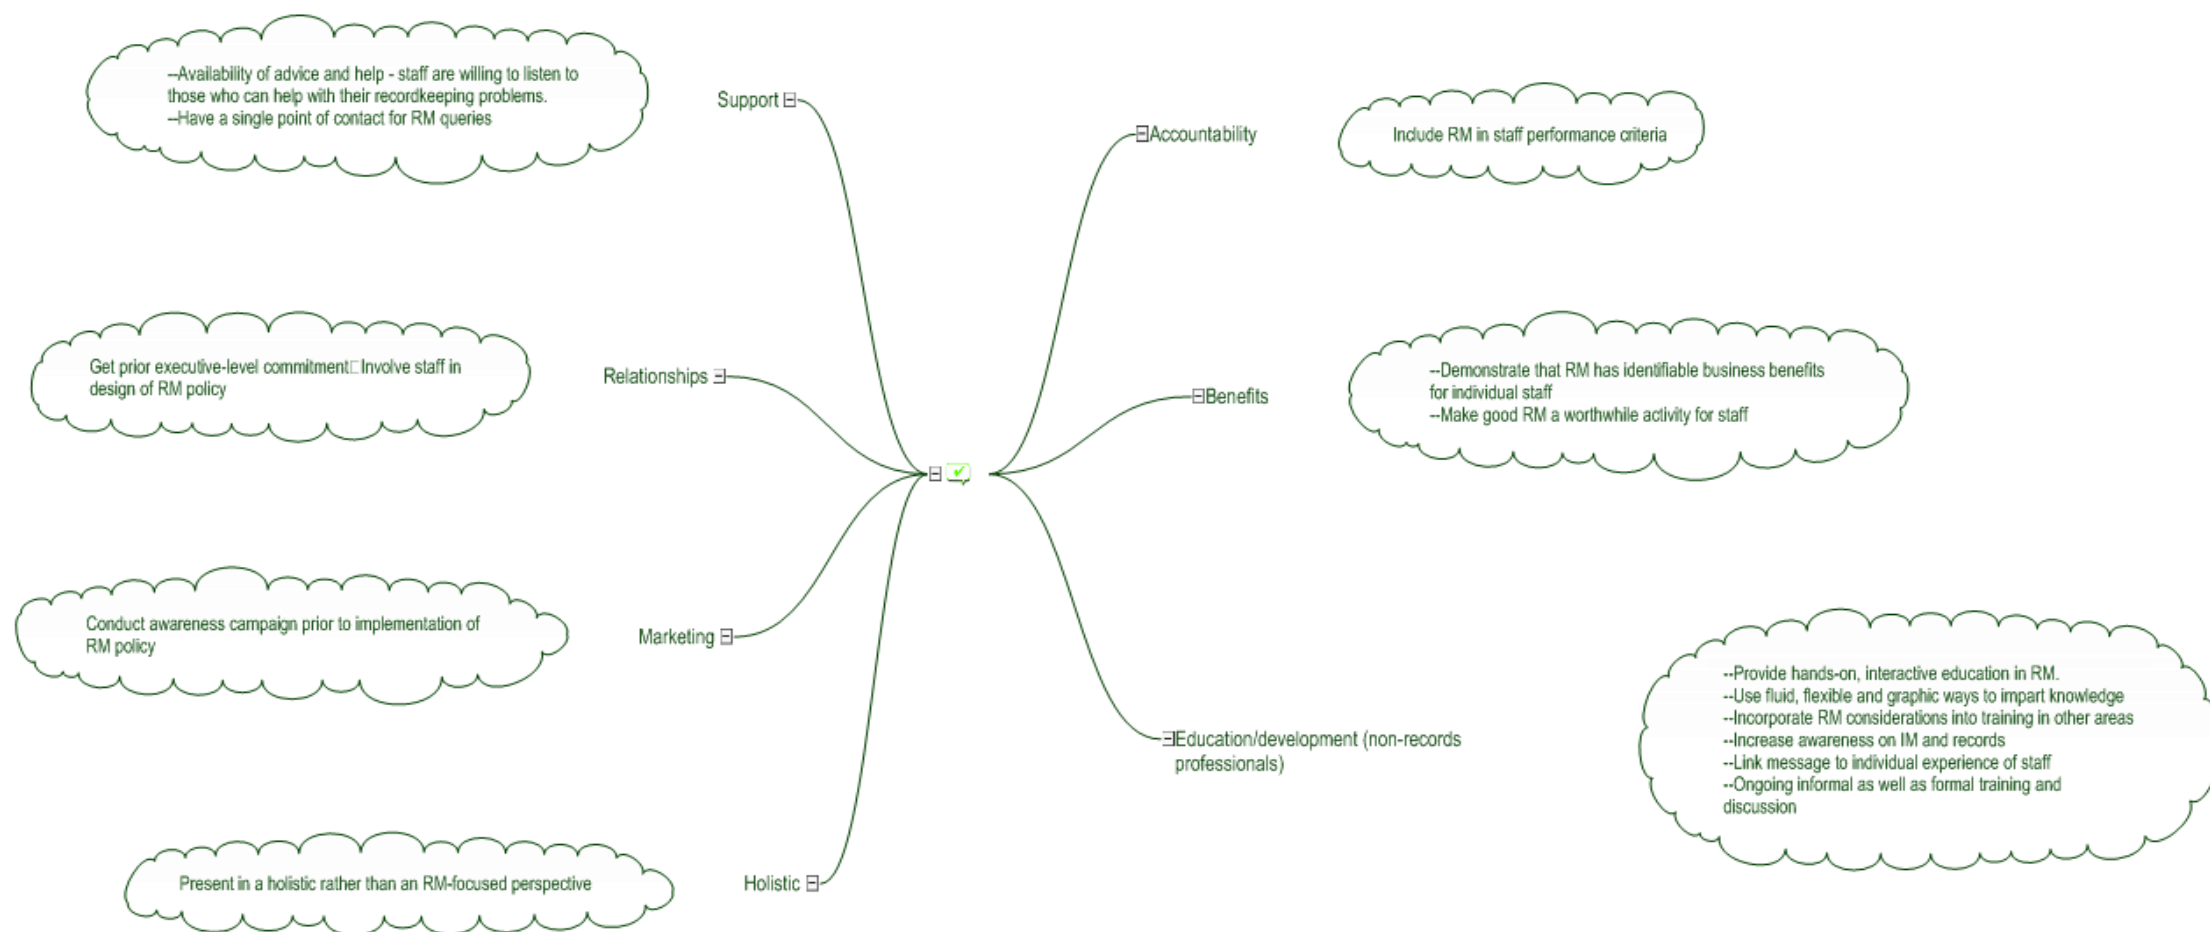 --Availability of advice and help - staff are willing to listen to
those who can help with their recordkeeping problems.
--Have a single point of contact for RM queries
Support
Accountability
Include RM in staff performance criteria
Get prior executive-level commitment□Involve staff in
design of RM policy
Relationships
Benefits
--Demonstrate that RM has identifiable business benefits
for individual staff
--Make good RM a worthwhile activity for staff
Conduct awareness campaign prior to implementation of
RM policy
Marketing
Education/development (non-records
professionals)
--Provide hands-on, interactive education in RM.
--Use fluid, flexible and graphic ways to impart knowledge
--Incorporate RM considerations into training in other areas
--Increase awareness on IM and records
--Link message to individual experience of staff
--Ongoing informal as well as formal training and
discussion
Present in a holistic rather than an RM-focused perspective
Holistic